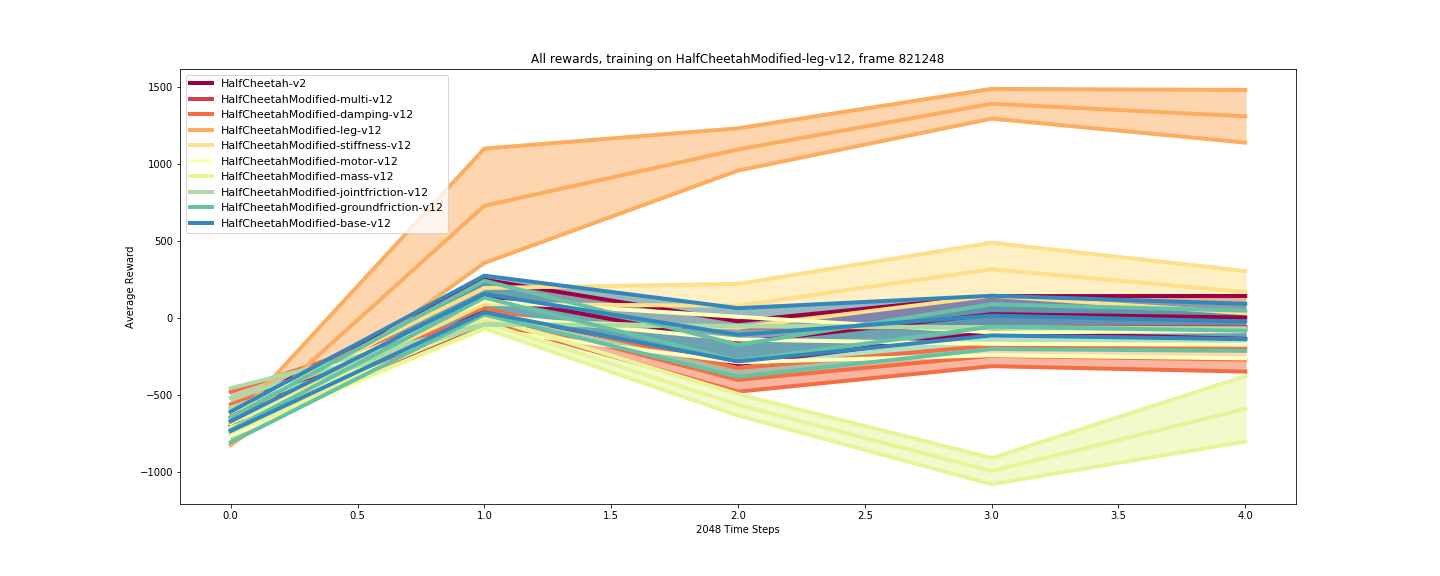 All rewards, training on HalfCheetahModified-leg-v12, frame 821248
HalfCheetah-v2
HalfCheetahModified-multi-v12
HalfCheetahModified-damping-v12
HalfCheetahModified-leg-v12
HalfCheetahModified-stiffness-v12
HalfCheetahModified-motor-v12
HalfCheetahModified-mass-v12
HalfCheetahModified-jointfriction-v12
HalfCheetahModified-groundfriction-v12
HalfCheetahModified-base-v12
Average Reward
1500
1000
500
0
−500
−1000
0.0 0.5 1.0 1.5 2.0 2.5 3.0 3.5 4.0
2048 Time Steps